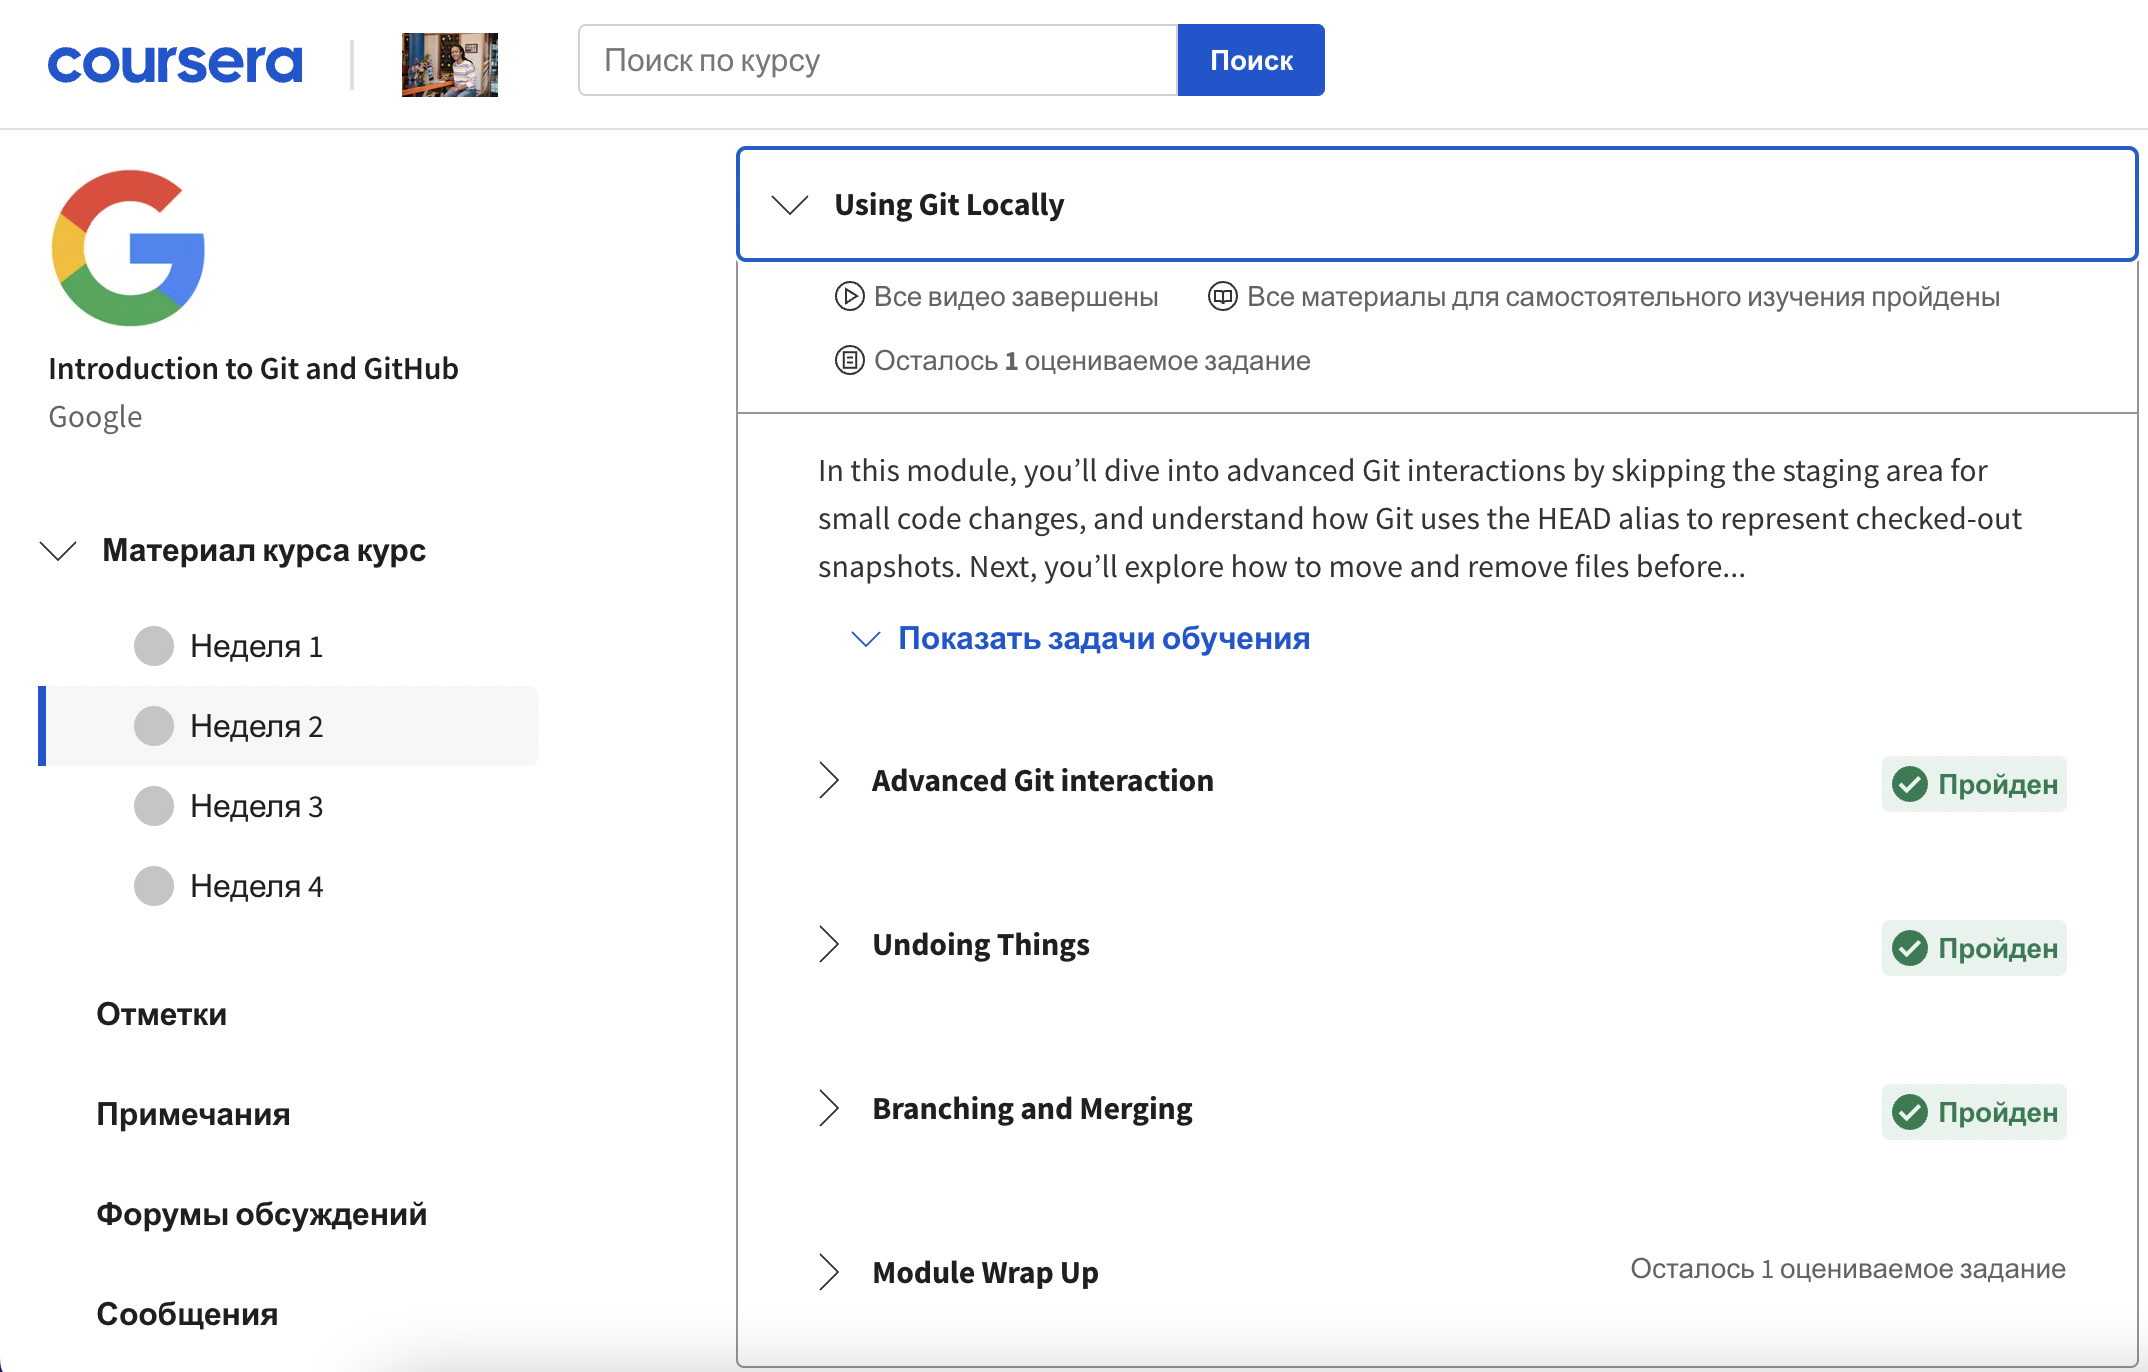 coursera
Поиск по курсу
Поиск
Introduction to Git and GitHub
Google
Материал курса курс
Неделя 1
Неделя 2
Неделя 3
Неделя 4
Отметки
Примечания
Форумы обсуждений
Сообщения
Using Git Locally
Все видео завершены
Все материалы для самостоятельного изучения пройдены
Осталось 1 оцениваемое задание
In this module, you’ll dive into advanced Git interactions by skipping the staging area for
small code changes, and understand how Git uses the HEAD alias to represent checked-out
snapshots. Next, you’ll explore how to move and remove files before...
Показать задачи обучения
Advanced Git interaction
Пройден
Undoing Things
Пройден
Branching and Merging
Пройден
Module Wrap Up
Осталось 1 оцениваемое задание